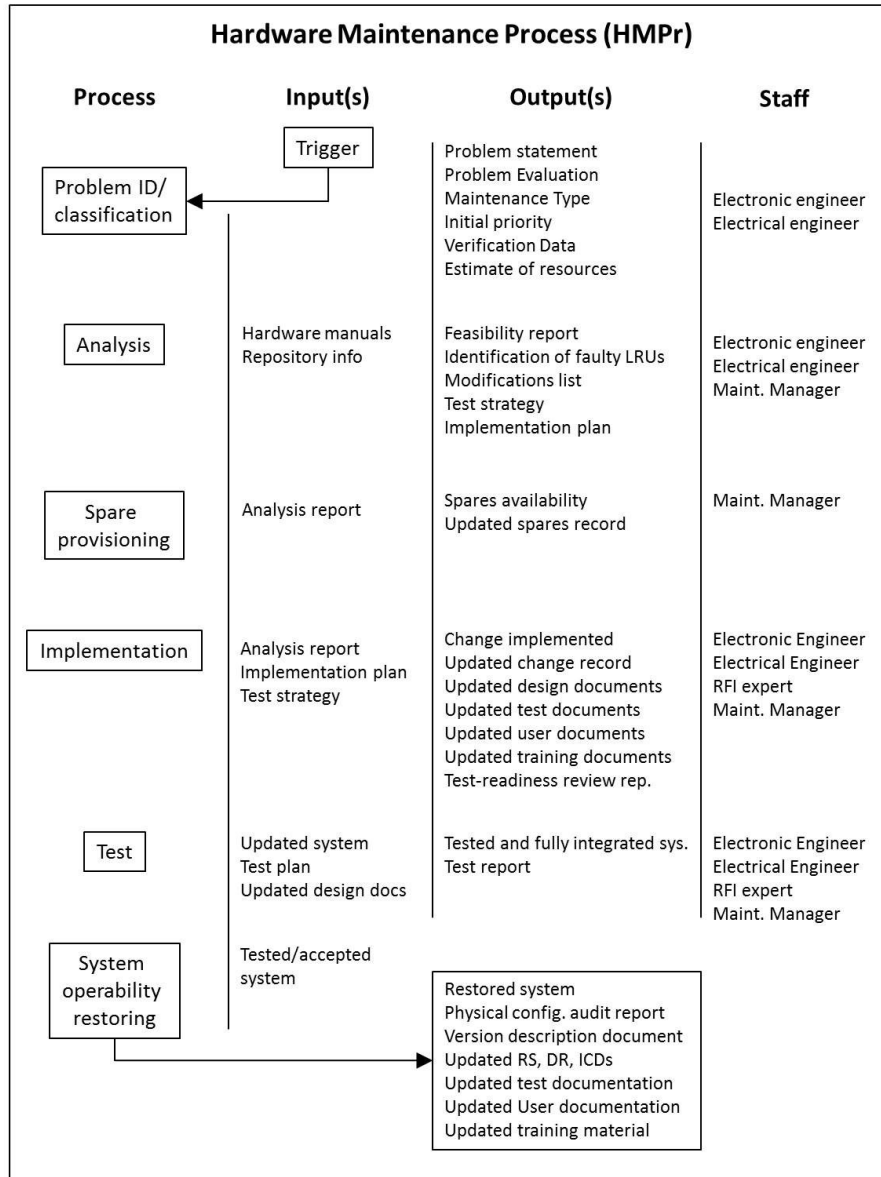 Hardware Maintenance Process (HMPr)
Process
Input(s)
Output(s)
Staff
Trigger
Problem ID/
classification
Problem statement
Problem Evaluation
Maintenance Type
Initial priority
Verification Data
Estimate of resources
Electronic engineer
Electrical engineer
Analysis
Hardware manuals
Repository info
Feasibility report
Identification of faulty LRUs
Modifications list
Test strategy
Implementation plan
Electronic engineer
Electrical engineer
Maint. Manager
Spare
provisioning
Analysis report
Spares availability
Updated spares record
Maint. Manager
Implementation
Analysis report
Implementation plan
Test strategy
Change implemented
Updated change record
Updated design documents
Updated test documents
Updated user documents
Updated training documents
Test-readiness review rep.
Electronic Engineer
Electrical Engineer
RFI expert
Maint. Manager
Test
Updated system
Test plan
Updated design docs
Tested and fully integrated sys.
Test report
Electronic Engineer
Electrical Engineer
RFI expert
Maint. Manager
System
operability
restoring
Tested/accepted
system
Restored system
Physical config. audit report
Version description document
Updated RS, DR, ICDs
Updated test documentation
Updated User documentation
Updated training material